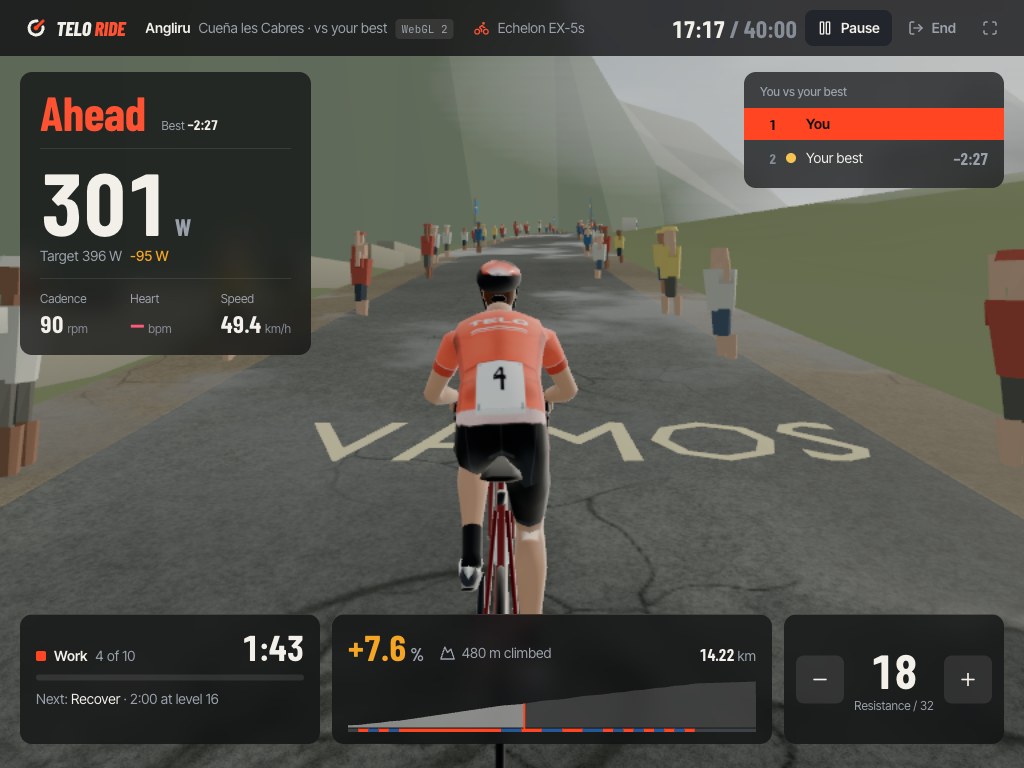 TELO RIDE Angliru Cueña les Cabres · vs your best WebGL 2 Echelon EX-5s 17:17 / 40:00 Pause End
Ahead Best −2:27
301 W
Target 396 W -95 W
Cadence Heart Speed
90 rpm — bpm 49.4 km/h
You vs your best
1 You
2 Your best −2:27
TELO
4
VAMOS
Work 4 of 10 1:43
Next: Recover · 2:00 at level 16
+7.6 % 480 m climbed 14.22 km
− 18 +
Resistance / 32